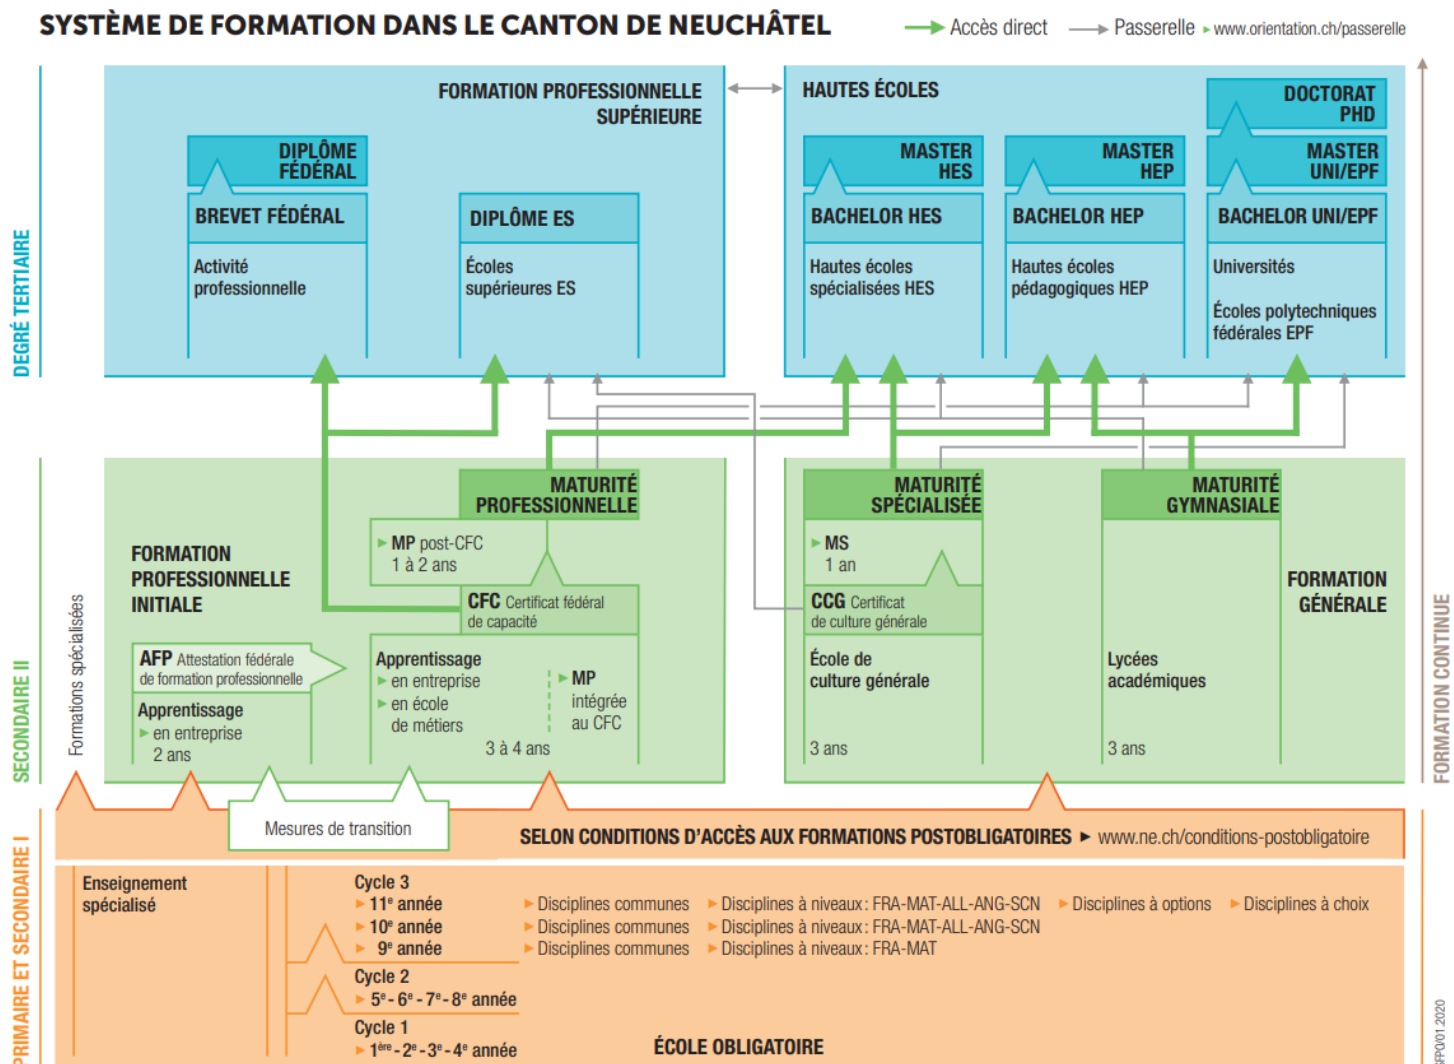 SYSTÈME DE FORMATION DANS LE CANTON DE NEUCHÂTEL
Accès direct
Passerelle ▸ www.orientation.ch/passerelle
DEGRÉ TERTIAIRE
FORMATION PROFESSIONNELLE
SUPÉRIEURE
DIPLÔME
FÉDÉRAL
BREVET FÉDÉRAL
Activité
professionnelle
DIPLÔME ES
Écoles
supérieures ES
HAUTES ÉCOLES
MASTER
HES
BACHELOR HES
Hautes écoles
spécialisées HES
MASTER
HEP
BACHELOR HEP
Hautes écoles
pédagogiques HEP
DOCTORAT
PHD
MASTER
UNI/EPF
BACHELOR UNI/EPF
Universités
Écoles polytechniques
fédérales EPF
SECONDAIRE II
Formations spécialisées
FORMATION
PROFESSIONNELLE
INITIALE
AFP Attestation fédérale
de formation professionnelle
Apprentissage
▸ en entreprise
2 ans
MATURITÉ
PROFESSIONNELLE
▸ MP post-CFC
1 à 2 ans
CFC Certificat fédéral
de capacité
Apprentissage
▸ en entreprise
▸ en école
de métiers
▸ MP
intégrée
au CFC
3 à 4 ans
MATURITÉ
SPÉCIALISÉE
▸ MS
1 an
CCG Certificat
de culture générale
École de
culture générale
3 ans
MATURITÉ
GYMNASIALE
Lycées
académiques
3 ans
FORMATION
GÉNÉRALE
FORMATION CONTINUE
Mesures de transition
SELON CONDITIONS D'ACCÈS AUX FORMATIONS POSTOBLIGATOIRES ▸ www.ne.ch/conditions-postobligatoire
PRIMAIRE ET SECONDAIRE I
Enseignement
spécialisé
Cycle 3
▸ 11e année ▸ Disciplines communes ▸ Disciplines à niveaux : FRA-MAT-ALL-ANG-SCN ▸ Disciplines à options ▸ Disciplines à choix
▸ 10e année ▸ Disciplines communes ▸ Disciplines à niveaux : FRA-MAT-ALL-ANG-SCN
▸ 9e année ▸ Disciplines communes ▸ Disciplines à niveaux : FRA-MAT
Cycle 2
▸ 5e - 6e - 7e - 8e année
Cycle 1
▸ 1ère - 2e - 3e - 4e année
ÉCOLE OBLIGATOIRE